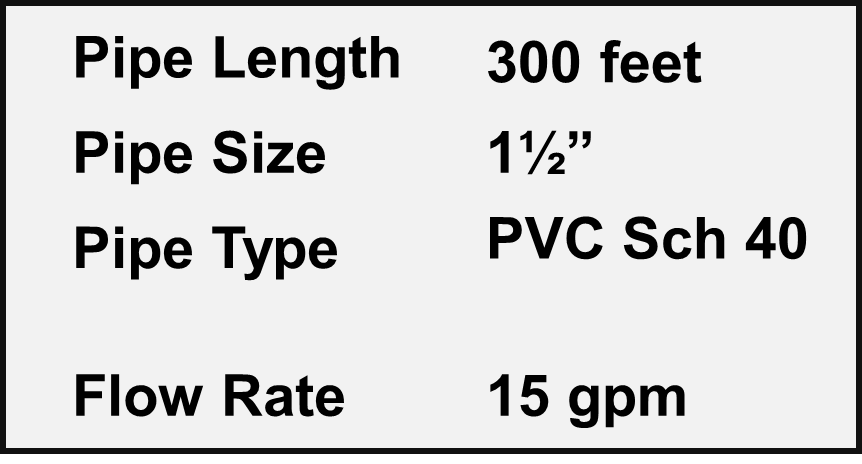 Pipe Length 300 feet
Pipe Size 1½”
Pipe Type PVC Sch 40
Flow Rate 15 gpm